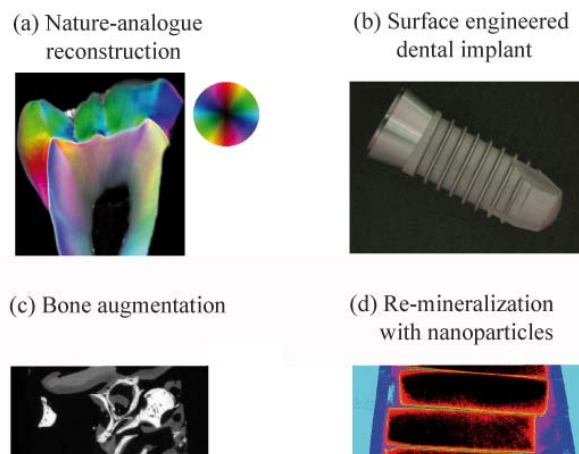 (a) Nature-analogue
reconstruction
(b) Surface engineered
dental implant
(c) Bone augmentation
(d) Re-mineralization
with nanoparticles